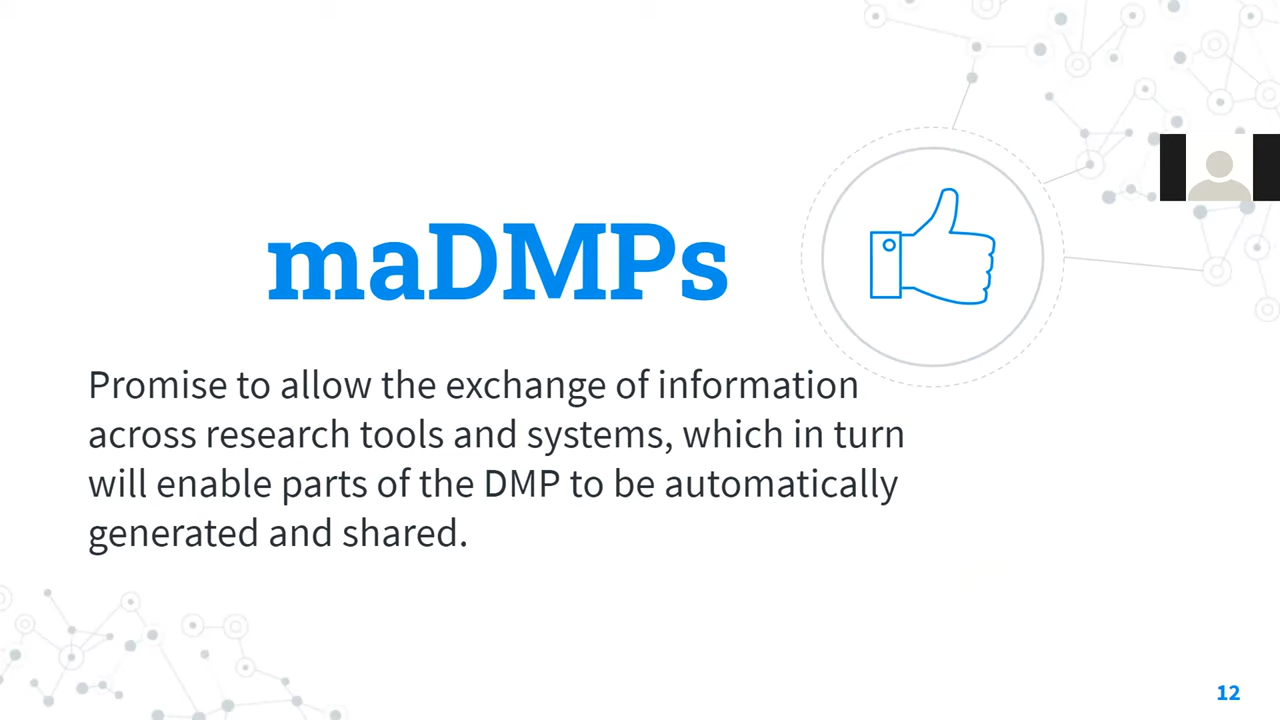 maDMPs
Promise to allow the exchange of information
across research tools and systems, which in turn
will enable parts of the DMP to be automatically
generated and shared.
12